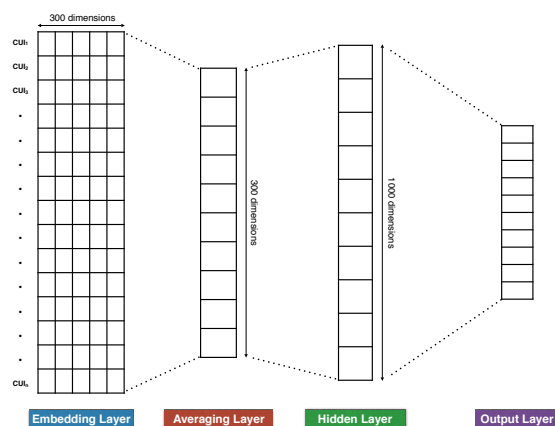 300 dimensions
CUI₁
CUI₂
CUI₃
CUIₙ
300 dimensions
1000 dimensions
Embedding Layer
Averaging Layer
Hidden Layer
Output Layer